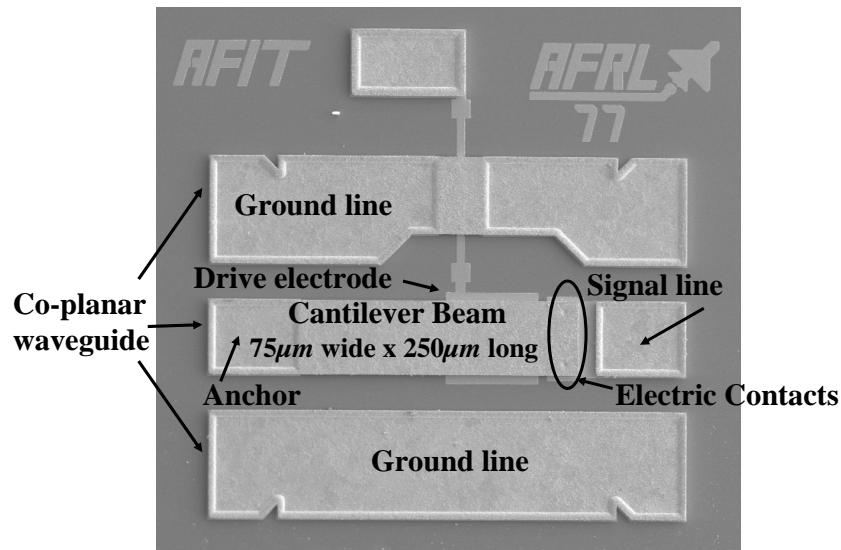 AFIT
AFRL
77
Ground line
Drive electrode
Signal line
Co-planar
waveguide
Cantilever Beam
75µm wide x 250µm long
Anchor
Electric Contacts
Ground line